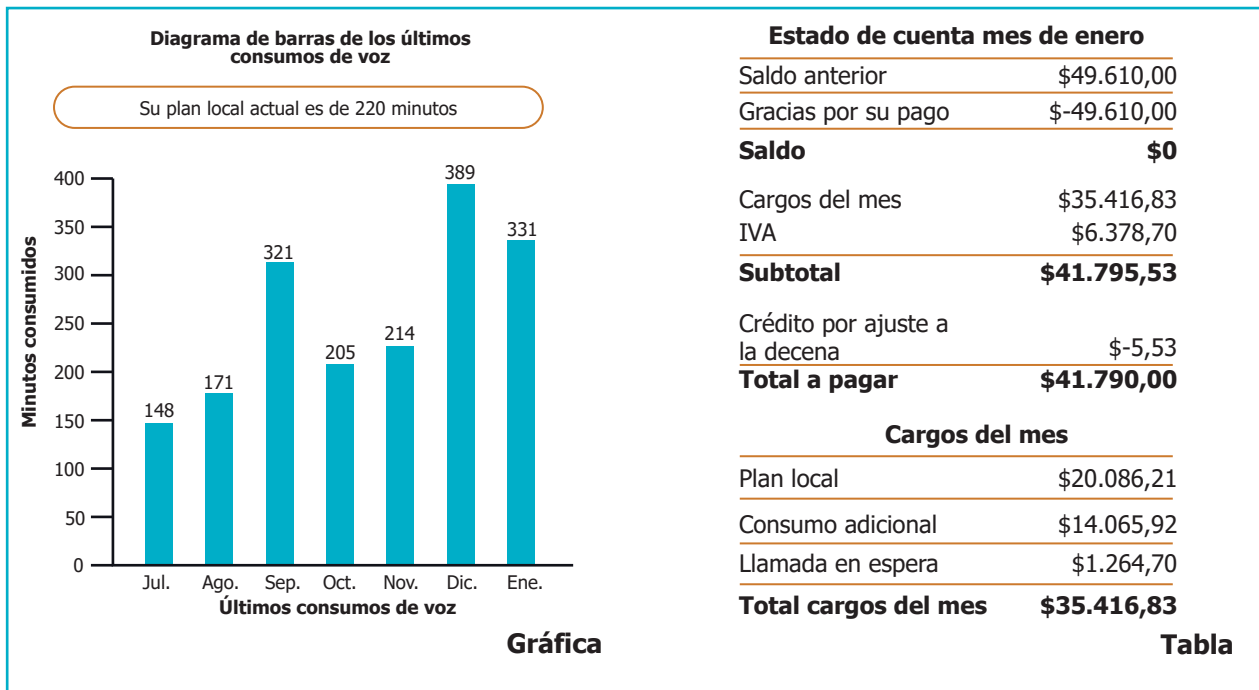 Diagrama de barras de los últimos
consumos de voz
Su plan local actual es de 220 minutos
Minutos consumidos
400
350
300
250
200
150
100
50
0
148
171
321
205
214
389
331
Jul.
Ago.
Sep.
Oct.
Nov.
Dic.
Ene.
Últimos consumos de voz
Gráfica
Estado de cuenta mes de enero
Saldo anterior $49.610,00
Gracias por su pago $-49.610,00
Saldo $0
Cargos del mes $35.416,83
IVA $6.378,70
Subtotal $41.795,53
Crédito por ajuste a
la decena $-5,53
Total a pagar $41.790,00
Cargos del mes
Plan local $20.086,21
Consumo adicional $14.065,92
Llamada en espera $1.264,70
Total cargos del mes $35.416,83
Tabla